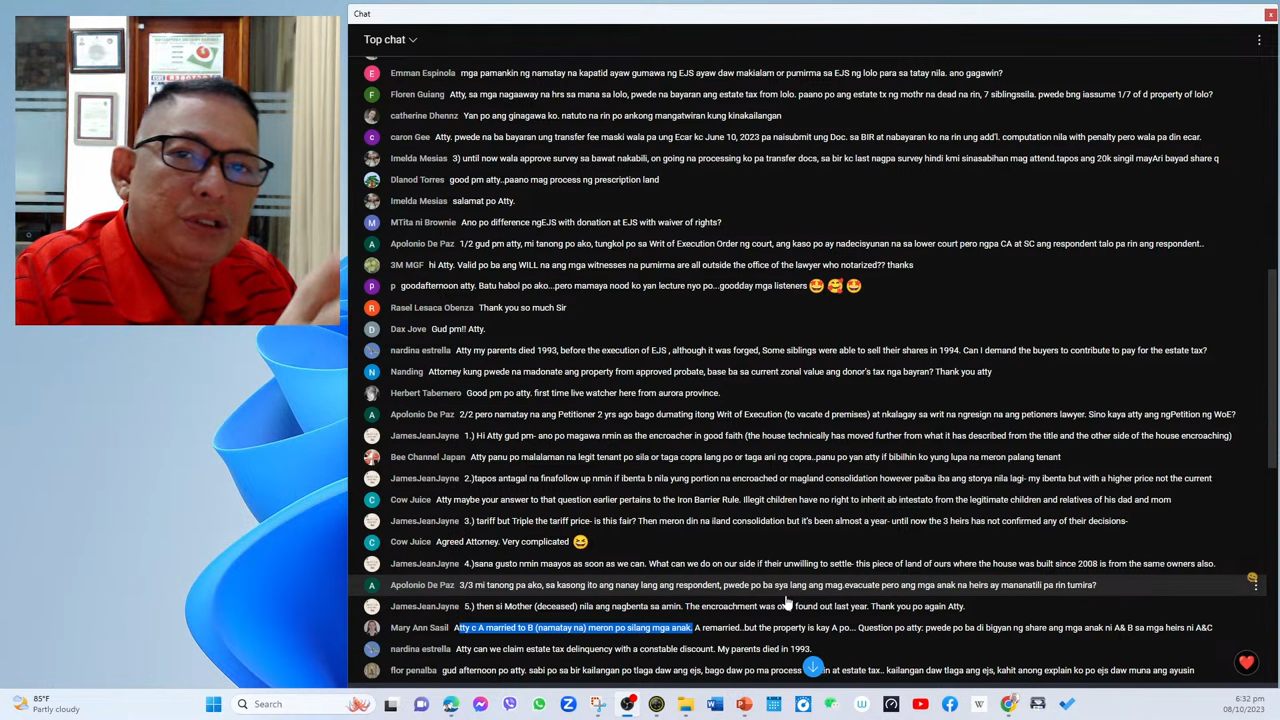 Chat
Top chat
Emman Espinola mga pamankin ng namatay na kapatid ayaw gumawa ng EJS ayaw daw makialam or pumirma sa EJS ng lolo para sa tatay nila. ano gagawin?
Floren Guiang Atty, sa mga nagaaway na hrs sa mana sa lolo, pwede na bayaran ang estate tax from lolo. paano po ang estate tx ng mothr na dead na rin, 7 siblingssila. pwede bng iassume 1/7 of d property of lolo?
catherine Dhennz Yan po ang ginagawa ko. natuto na rin po ankong mangatwiran kung kinakailangan
caron Gee Atty. pwede na ba bayaran ung transfer fee maski wala pa ung Ecar kc June 10, 2023 pa naisumit ung Doc. sa BIR at nabayaran ko na rin ung add'l. computation nila with penalty pero wala pa din ecar.
Imelda Mesias 3) until now wala approve survey sa bawat nakabili, on going na processing ko pa transfer docs, sa bir kc last nagpa survey hindi kmi sinasabihan mag attend.tapos ang 20k singil mayAri bayad share q
Dlanod Torres good pm atty..paano mag process ng prescription land
Imelda Mesias salamat po Atty.
MTita ni Brownie Ano po difference ngEJS with donation at EJS with waiver of rights?
Apolonio De Paz 1/2 gud pm atty, mi tanong po ako, tungkol po sa Writ of Execution Order ng court, ang kaso po ay nadecisyunan na sa lower court pero ngpa CA at SC ang respondent talo pa rin ang respondent..
3M MGF hi Atty. Valid po ba ang WILL na ang mga witnesses na pumirma are all outside the office of the lawyer who notarized?? thanks
p goodafternoon atty. Batu habol po ako...pero mamaya nood ko yan lecture nyo po...goodday mga listeners 🤩🥰🤩
Rasel Lesaca Obenza Thank you so much Sir
Dax Jove Gud pm!! Atty.
nardina estrella Atty my parents died 1993, before the execution of EJS , although it was forged, Some siblings were able to sell their shares in 1994. Can I demand the buyers to contribute to pay for the estate tax?
Nanding Attorney kung pwede na madonate ang property from approved probate, base ba sa current zonal value ang donor's tax nga bayran? Thank you atty
Herbert Tabernero Good pm po atty. first time live watcher here from aurora province.
Apolonio De Paz 2/2 pero namatay na ang Petitioner 2 yrs ago bago dumating itong Writ of Execution (to vacate d premises) at nkalagay sa writ na ngresign na ang petioners lawyer. Sino kaya atty ang ngPetition ng WoE?
JamesJeanJayne 1.) Hi Atty gud pm- ano po magawa nmin as the encroacher in good faith (the house technically has moved further from what it has described from the title and the other side of the house encroaching)
Bee Channel Japan Atty panu po malalaman na legit tenant po sila or taga copra lang po or taga ani ng copra..panu po yan atty if bibilhin ko yung lupa na meron palang tenant
JamesJeanJayne 2.)tapos antagal na finafollow up nmin if ibenta b nila yung portion na encroached or magland consolidation however paiba iba ang storya nila lagi- my ibenta but with a higher price not the current
Cow Juice Atty maybe your answer to that question earlier pertains to the Iron Barrier Rule. Illegit children have no right to inherit ab intestato from the legitimate children and relatives of his dad and mom
JamesJeanJayne 3.) tariff but Triple the tariff price- is this fair? Then meron din na iland consolidation but it's been almost a year- until now the 3 heirs has not confirmed any of their decisions-
Cow Juice Agreed Attorney. Very complicated 😆
JamesJeanJayne 4.)sana gusto nmin maayos as soon as we can. What can we do on our side if their unwilling to settle- this piece of land of ours where the house was built since 2008 is from the same owners also.
Apolonio De Paz 3/3 mi tanong pa ako, sa kasong ito ang nanay lang ang respondent, pwede po ba sya lang ang mag.evacuate pero ang mga anak na heirs ay mananatili pa rin tumira?
JamesJeanJayne 5.) then si Mother (deceased) nila ang nagbenta sa amin. The encroachment was found out last year. Thank you po again Atty.
Mary Ann Sasil Atty c A married to B (namatay na) meron po silang mga anak. A remarried..but the property is kay A po... Question po atty: pwede po ba di bigyan ng share ang mga anak ni A& B sa mga heirs ni A&C
nardina estrella Atty can we claim estate tax delinquency with a constable discount. My parents died in 1993.
flor penalba gud afternoon po atty. sabi po sa bir kailangan po tlaga daw ang ejs, bago daw po ma process in at estate tax.. kailangan daw tlaga ng ejs, kahit anong explain ko po ejs daw muna ang ayusin
85°F
Partly cloudy
Search
6:32 pm
08/10/2023